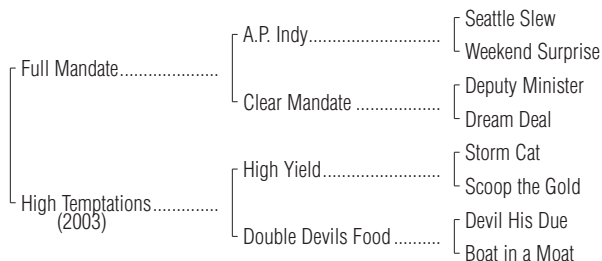 Seattle Slew
A.P. Indy..............................
Weekend Surprise
Full Mandate.....................
Deputy Minister
Clear Mandate ...................
Dream Deal
Storm Cat
High Yield...........................
Scoop the Gold
High Temptations..............
(2003)
Devil His Due
Double Devils Food ..........
Boat in a Moat